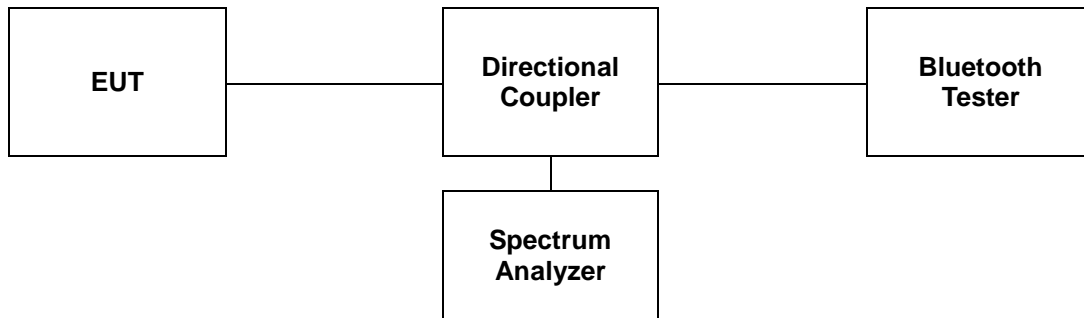 EUT
Directional
Coupler
Bluetooth
Tester
Spectrum
Analyzer